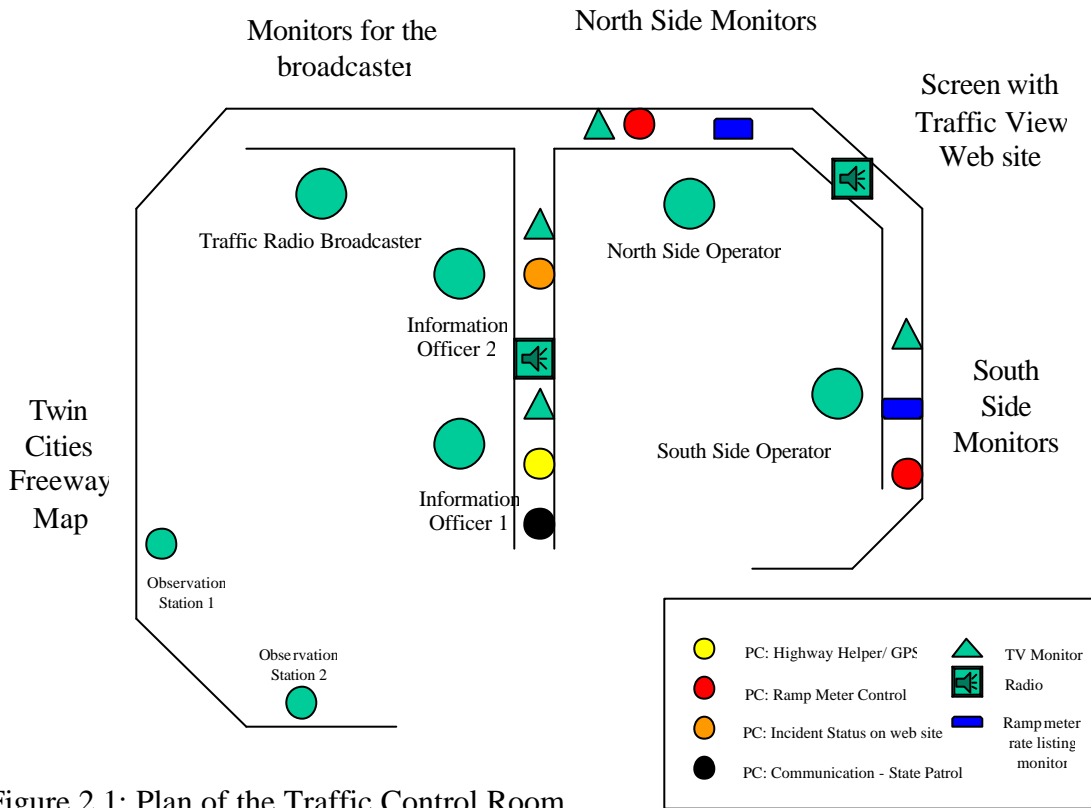 Monitors for the
broadcaster
North Side Monitors
Screen with
Traffic View
Web site
Traffic Radio Broadcaster
North Side Operator
Information
Officer 2
Twin
Cities
Freeway
Map
South Side Operator
South
Side
Monitors
Information
Officer 1
Observation
Station 1
Observation
Station 2
PC: Highway Helper/ GPS
PC: Ramp Meter Control
PC: Incident Status on web site
PC: Communication - State Patrol
TV Monitor
Radio
Ramp meter
rate listing
monitor
Figure 2.1: Plan of the Traffic Control Room